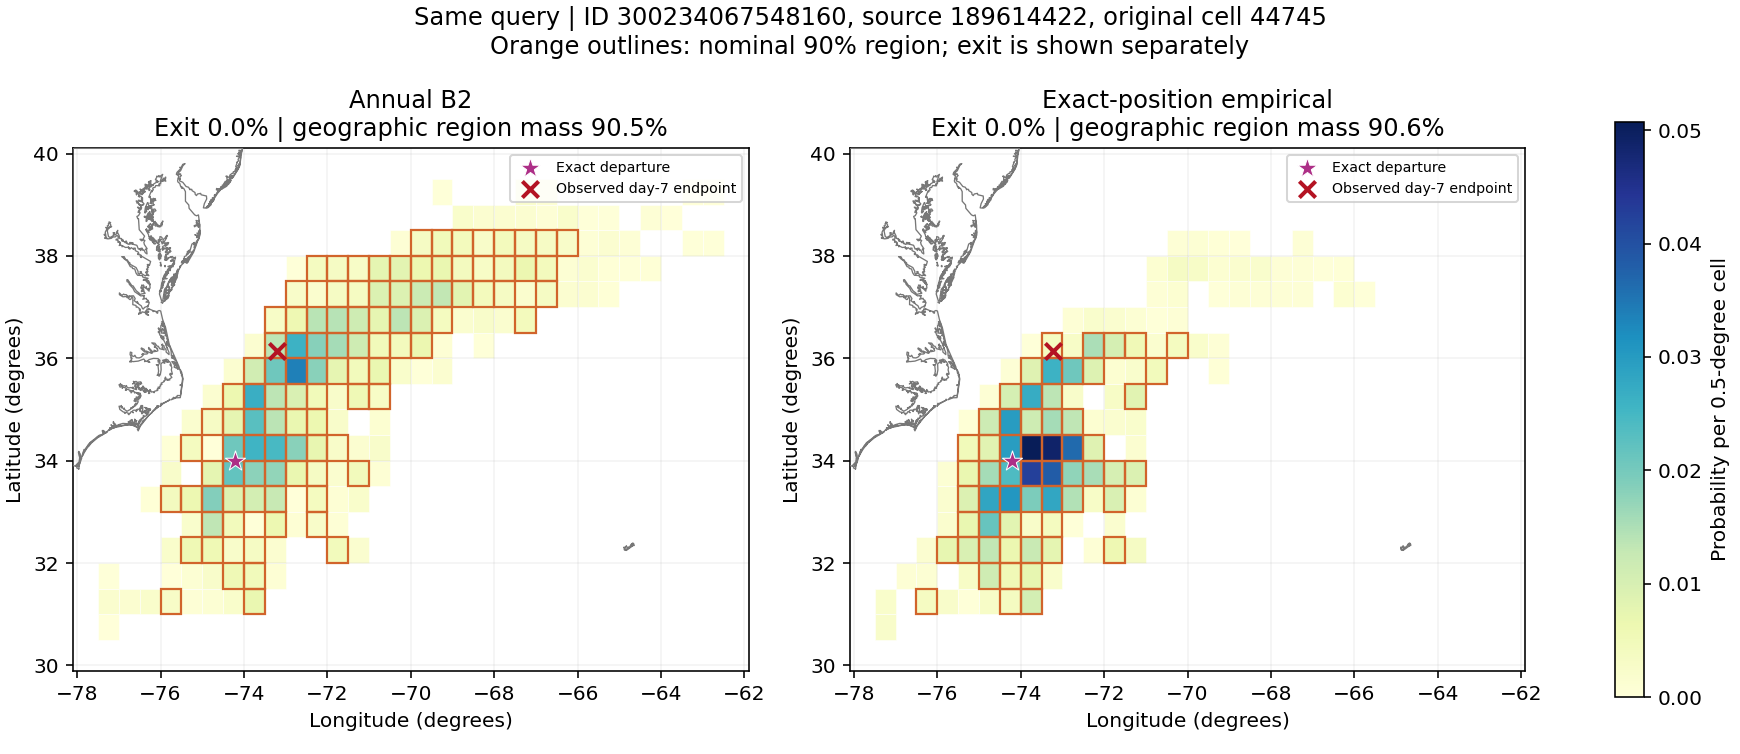 Same query | ID 300234067548160, source 189614422, original cell 44745
Orange outlines: nominal 90% region; exit is shown separately
Annual B2
Exit 0.0% | geographic region mass 90.5%
Exact departure
Observed day-7 endpoint
40
38
36
34
32
30
Latitude (degrees)
−78
−76
−74
−72
−70
−68
−66
−64
−62
Longitude (degrees)
Exact-position empirical
Exit 0.0% | geographic region mass 90.6%
Exact departure
Observed day-7 endpoint
40
38
36
34
32
30
Latitude (degrees)
−78
−76
−74
−72
−70
−68
−66
−64
−62
Longitude (degrees)
0.05
0.04
0.03
0.02
0.01
0.00
Probability per 0.5-degree cell